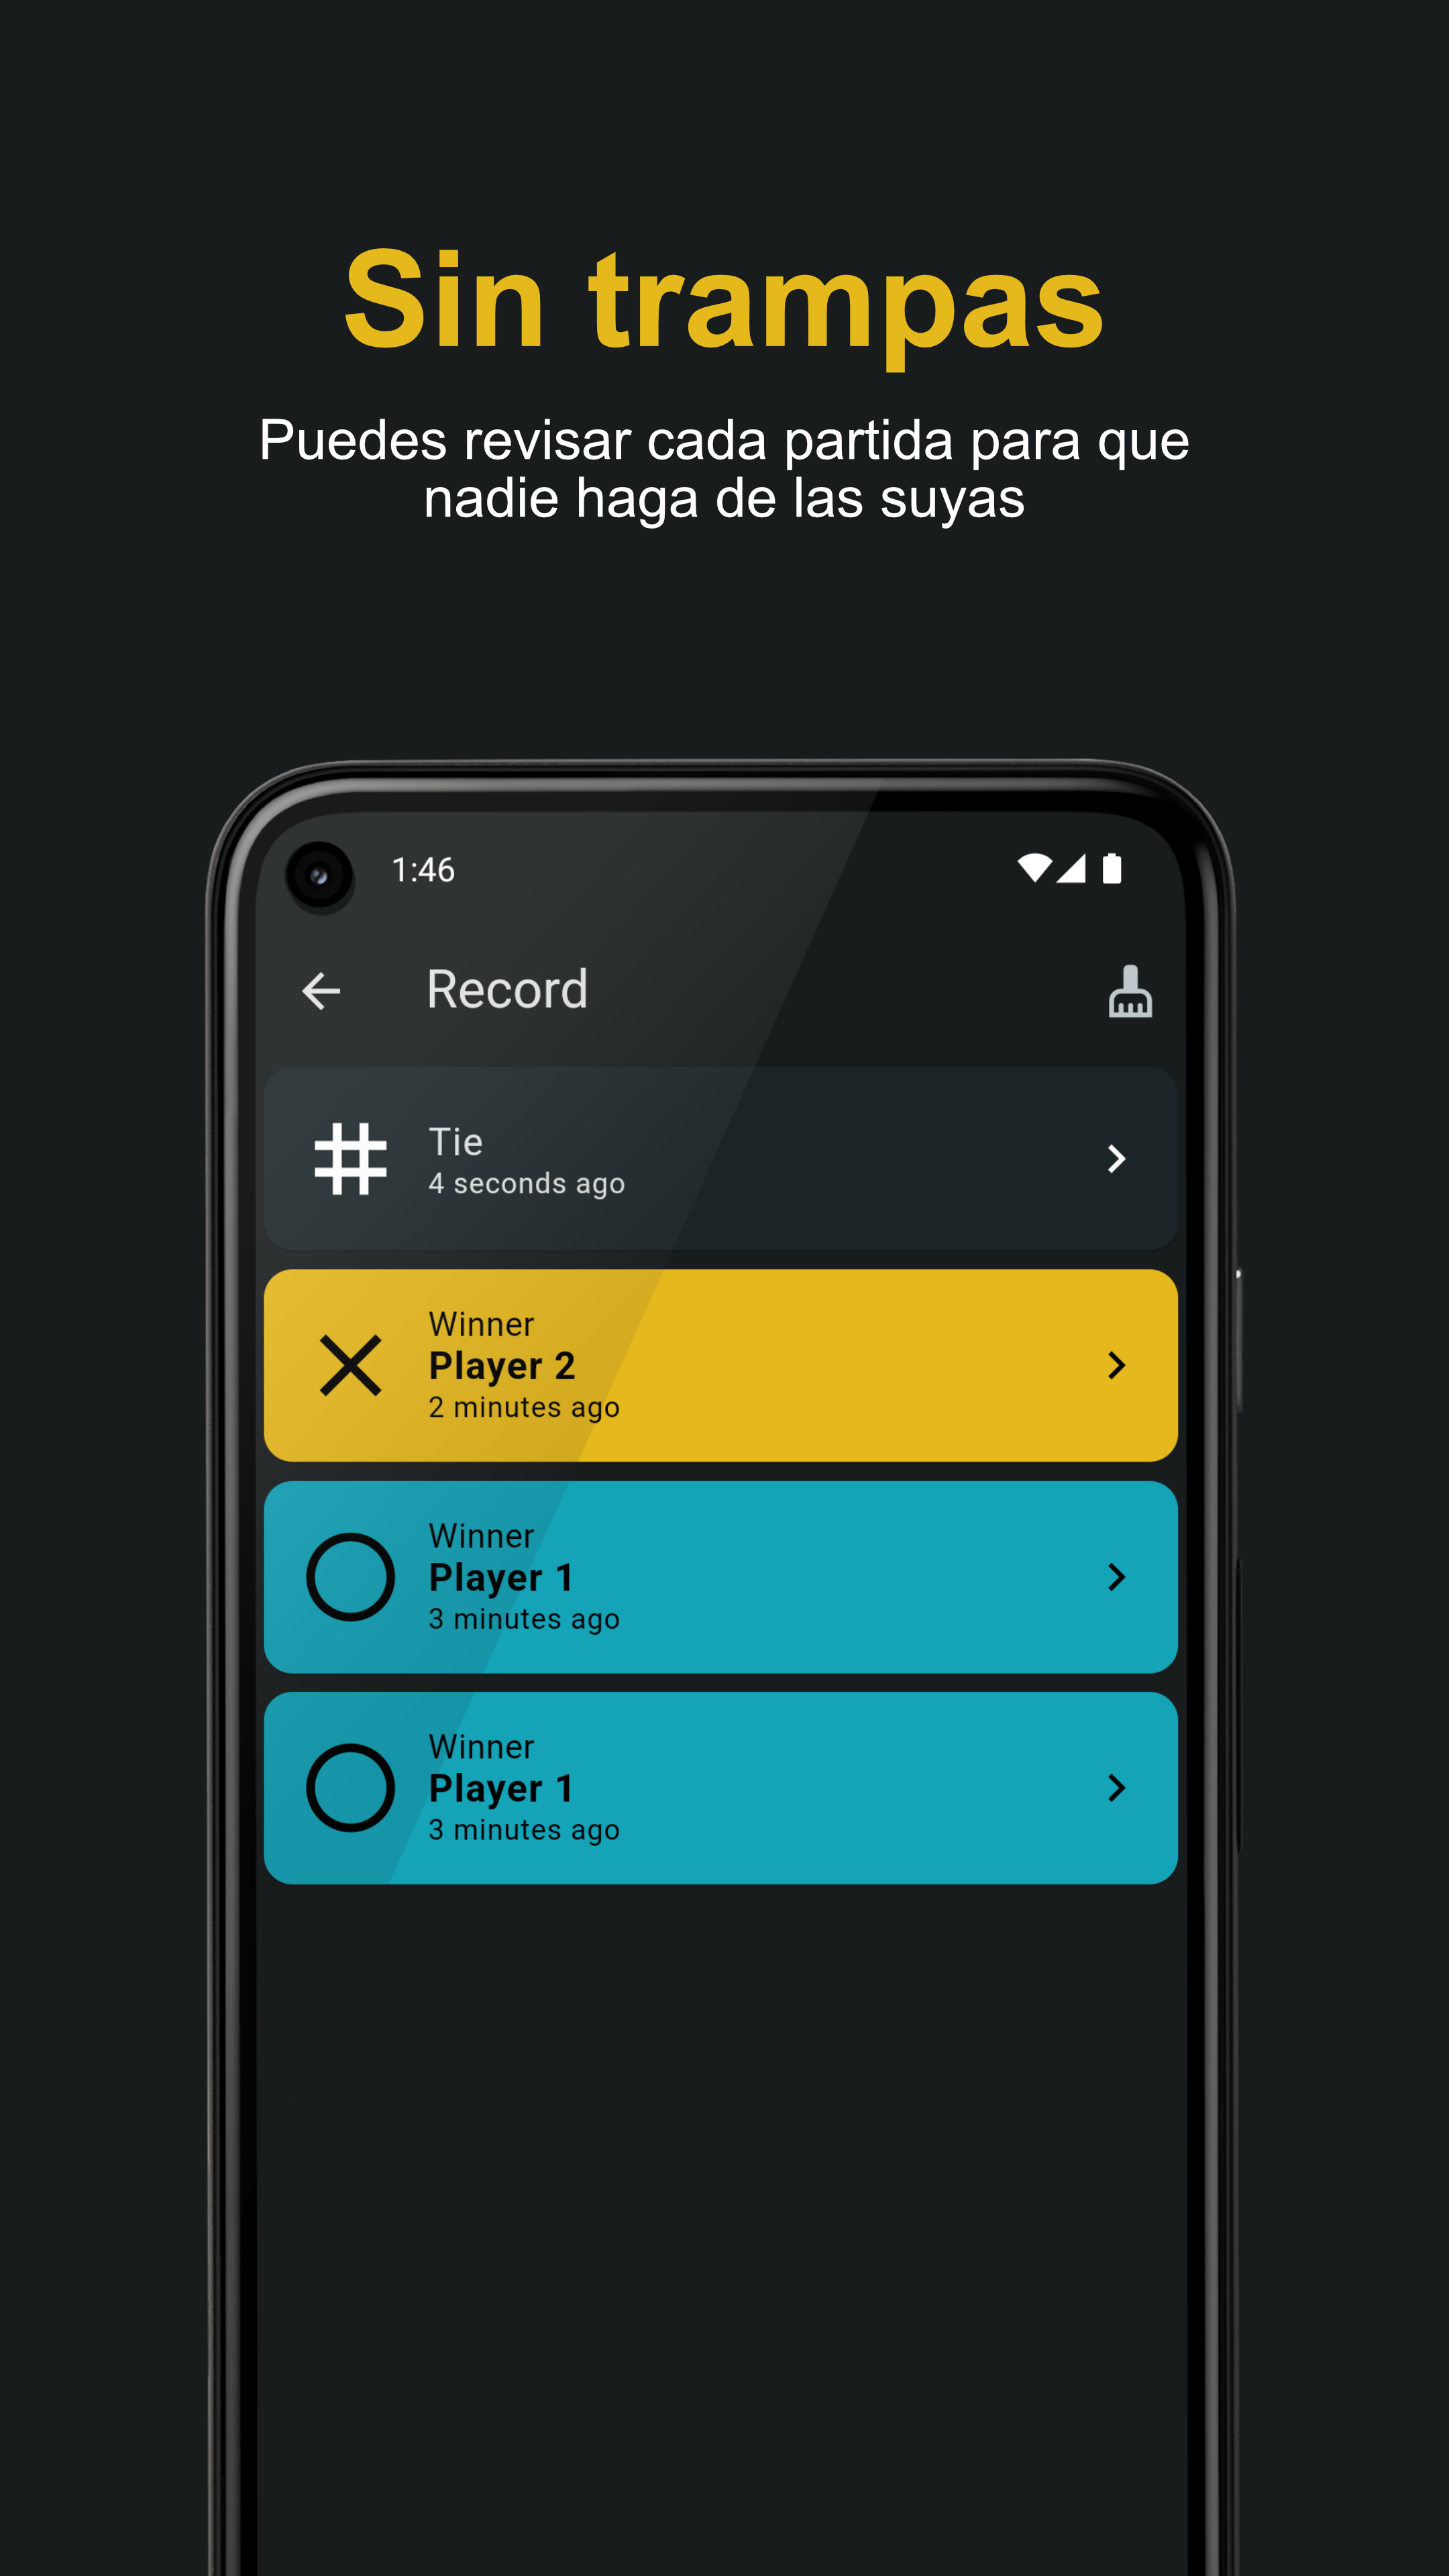 Sin trampas
Puedes revisar cada partida para que
nadie haga de las suyas
1:46
Record
Tie
4 seconds ago
Winner
Player 2
2 minutes ago
Winner
Player 1
3 minutes ago
Winner
Player 1
3 minutes ago